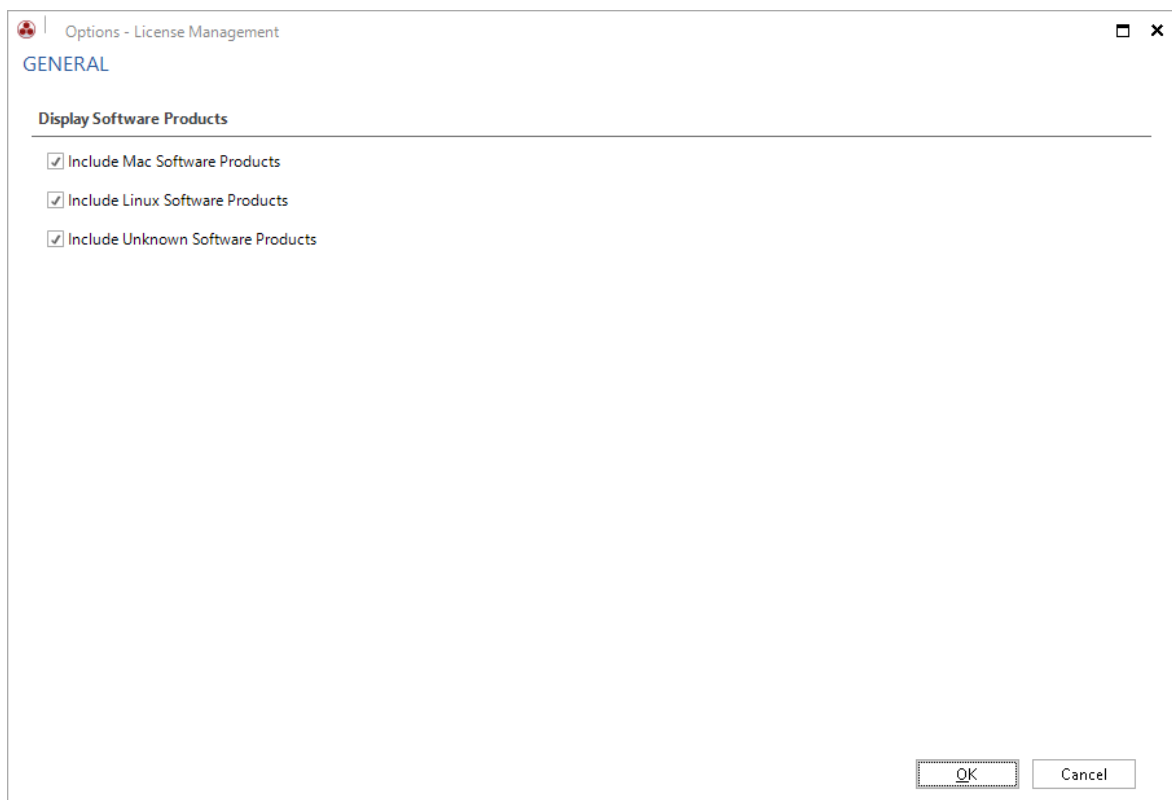 Options - License Management
GENERAL
Display Software Products
Include Mac Software Products
Include Linux Software Products
Include Unknown Software Products
OK Cancel